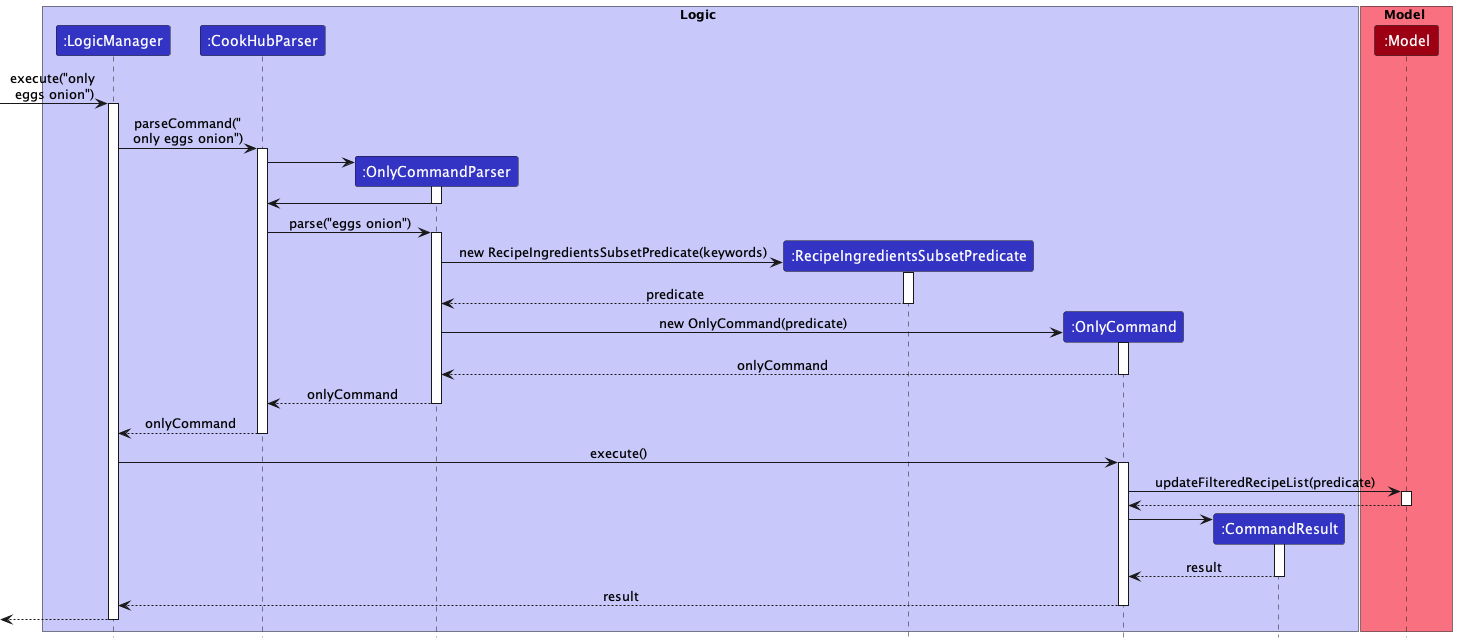 Logic
Model
:LogicManager
:CookHubParser
:Model
execute("only
eggs onion")
parseCommand("
only eggs onion")
:OnlyCommandParser
parse("eggs onion")
new RecipeIngredientsSubsetPredicate(keywords)
:RecipeIngredientsSubsetPredicate
predicate
new OnlyCommand(predicate)
:OnlyCommand
onlyCommand
onlyCommand
onlyCommand
execute()
updateFilteredRecipeList(predicate)
:CommandResult
result
result